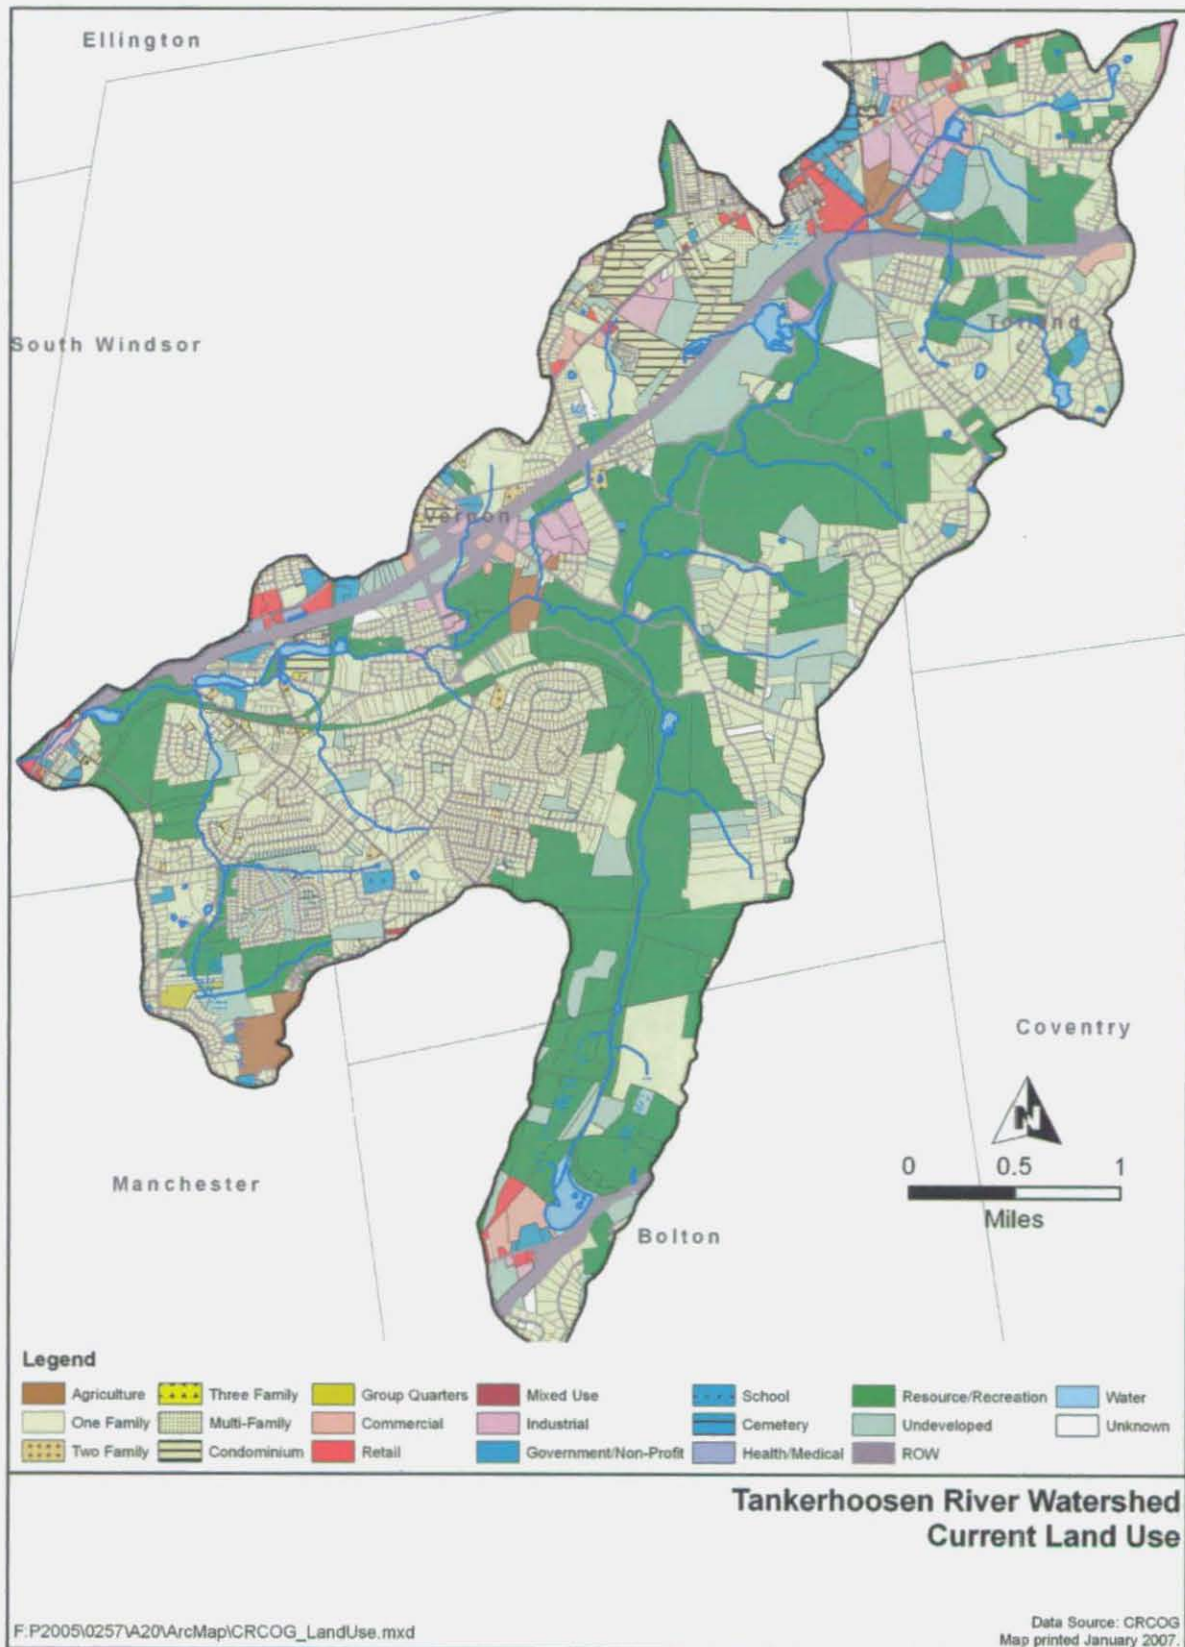 Ellington
South Windsor
Tolland
Vernon
Coventry
N
0 0.5 1
Miles
Manchester
Bolton
Legend
Agriculture Three Family Group Quarters Mixed Use School Resource/Recreation Water
One Family Multi-Family Commercial Industrial Cemetery Undeveloped Unknown
Two Family Condominium Retail Government/Non-Profit Health/Medical ROW
Tankerhoosen River Watershed
Current Land Use
F:P2005\0257\A20\ArcMap\CRCOG_LandUse.mxd
Data Source: CRCOG
Map printed January 2007